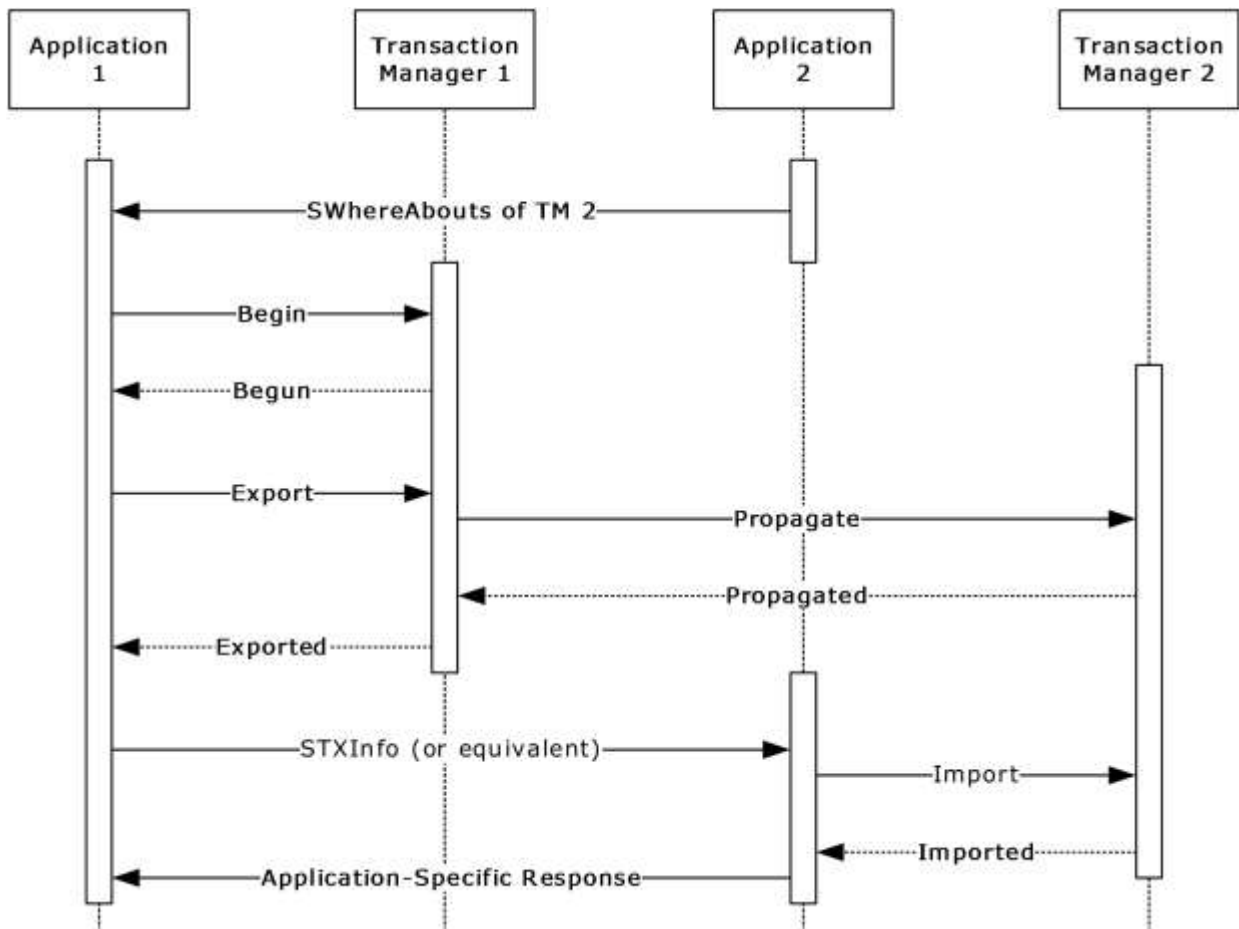 Application
1
Transaction
Manager 1
Application
2
Transaction
Manager 2
SWhereAbouts of TM 2
Begin
Begun
Export
Propagate
Propagated
Exported
STXInfo (or equivalent)
Import
Imported
Application-Specific Response